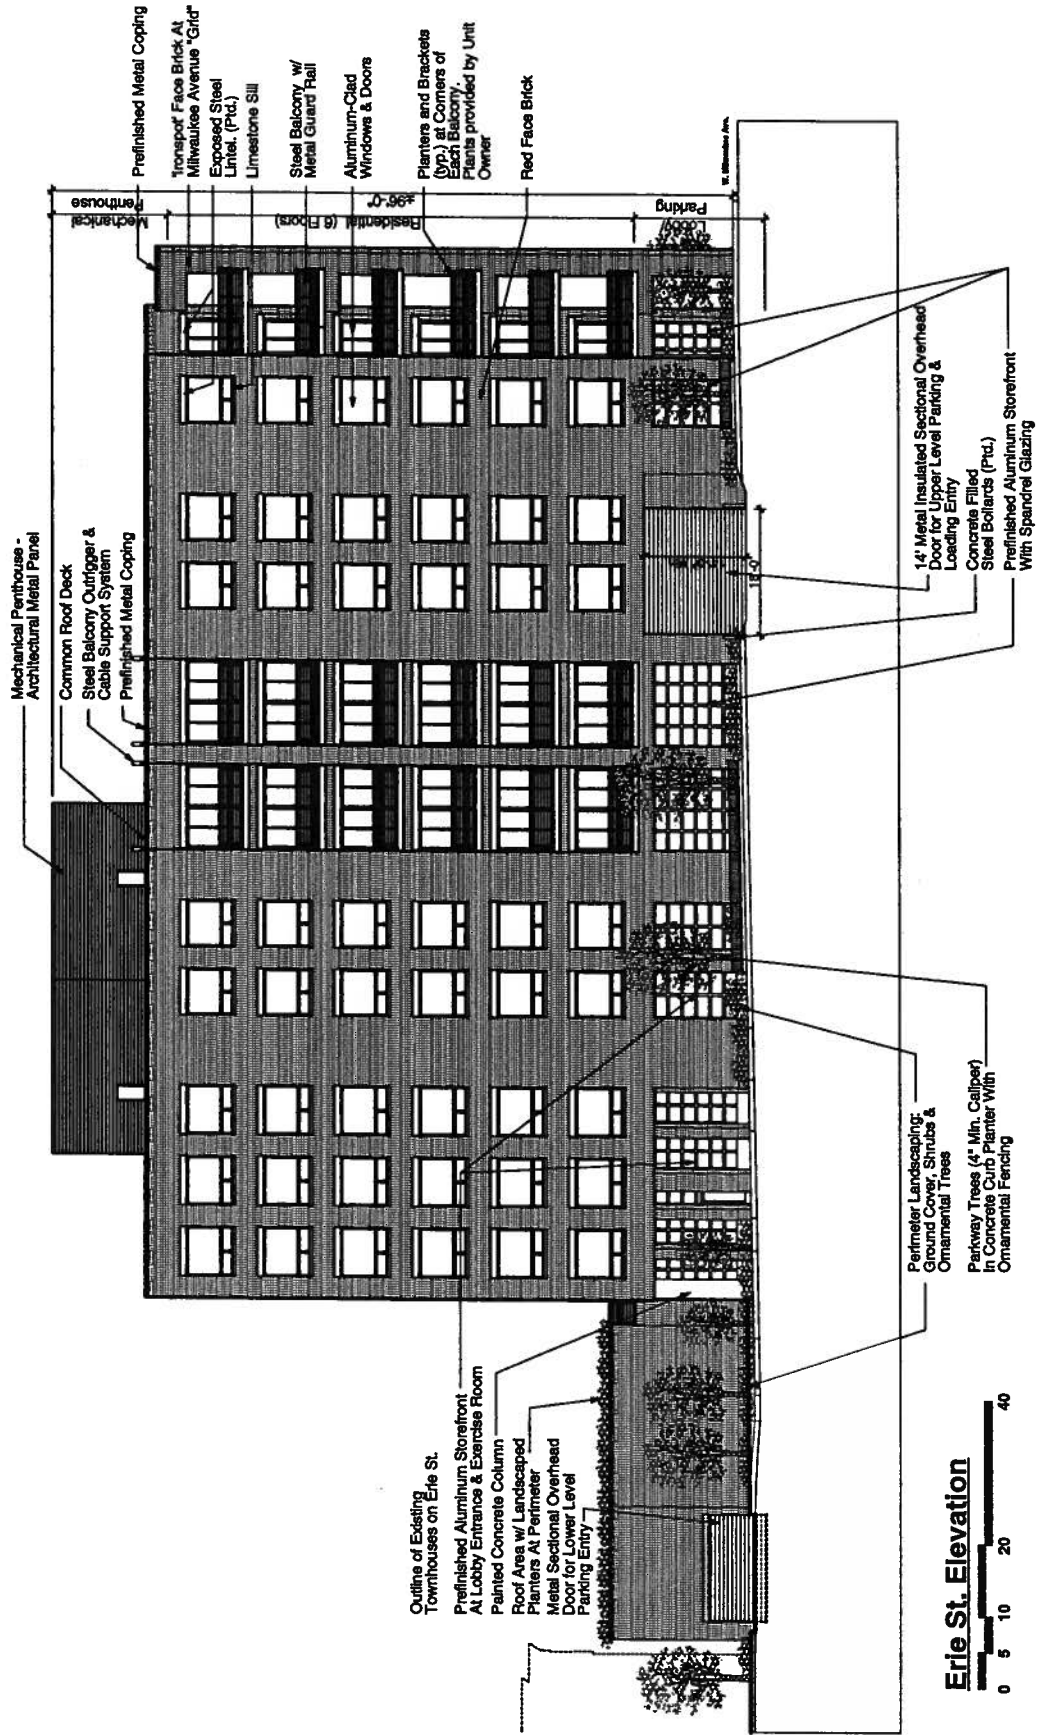 Mechanical Penthouse -
Architectural Metal Panel
Common Roof Deck
Steel Balcony Outrigger &
Cable Support System
Prefinished Metal Coping
Prefinished Metal Coping
"Ironspot" Face Brick At
Milwaukee Avenue "Grid"
Exposed Steel
Lintel. (Ptd.)
Limestone Sill
Steel Balcony w/
Metal Guard Rail
Aluminum-Clad
Windows & Doors
Planters and Brackets
(typ.) at Corners of
Each Balcony.
Plants provided by Unit
Owner
Red Face Brick
Mechanical
Penthouse
Residential (6 Floors)
±96'-0"
Lobby/
Parking
W. Milwaukee Ave.
18'-0"
Outline of Existing
Townhouses on Erie St.
Prefinished Aluminum Storefront
At Lobby Entrance & Exercise Room
Painted Concrete Column
Roof Area w/ Landscaped
Planters At Perimeter
Metal Sectional Overhead
Door for Lower Level
Parking Entry
Perimeter Landscaping:
Ground Cover, Shrubs &
Ornamental Trees
Parkway Trees (4" Min. Caliper)
In Concrete Curb Planter With
Ornamental Fencing
14' Metal Insulated Sectional Overhead
Door for Upper Level Parking &
Loading Entry
Concrete Filled
Steel Bollards (Ptd.)
Prefinished Aluminum Storefront
With Spandrel Glazing
Erie St. Elevation
0 5 10 20 40